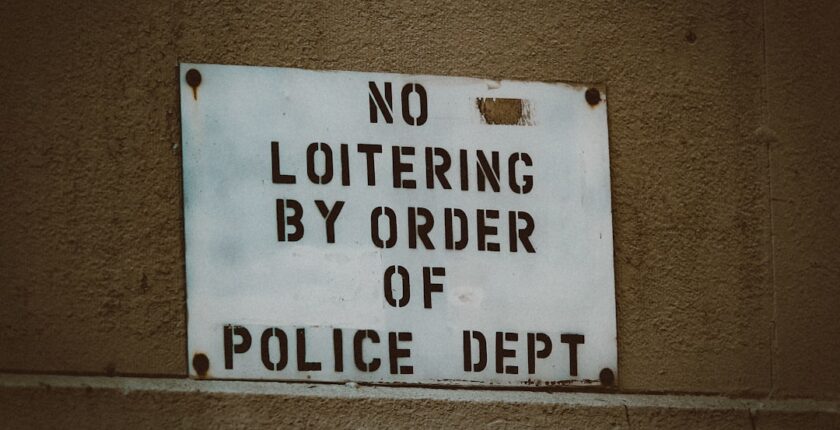 NO
LOITERING
BY ORDER
OF
POLICE DEPT